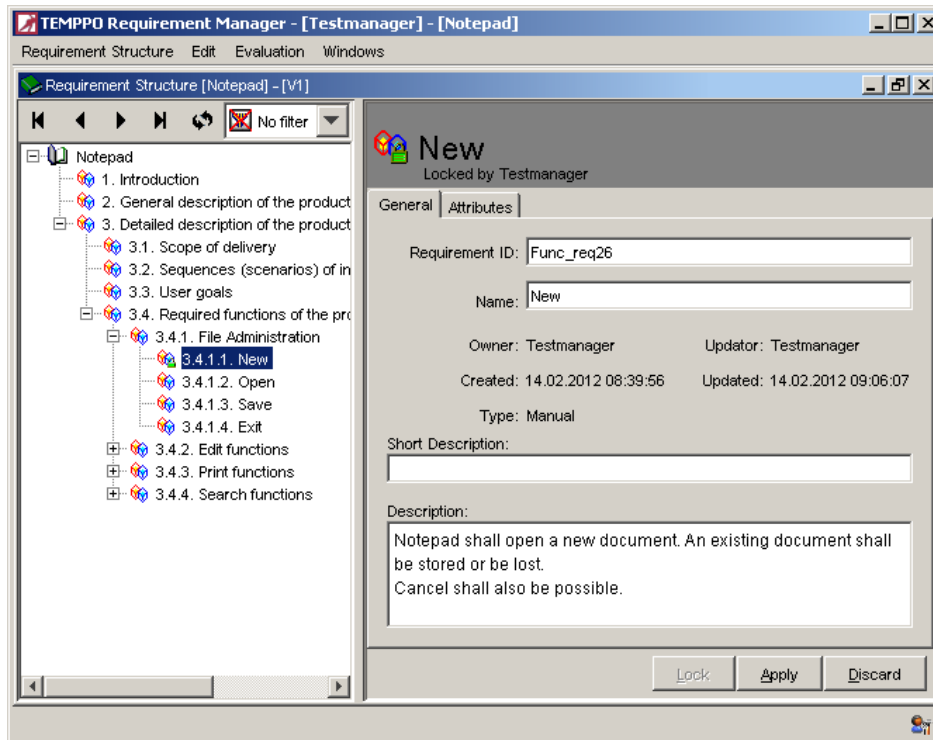 TEMPPO Requirement Manager - [Testmanager] - [Notepad]
Requirement Structure Edit Evaluation Windows
Requirement Structure [Notepad] - [V1]
No filter
Notepad
1. Introduction
2. General description of the product
3. Detailed description of the product
3.1. Scope of delivery
3.2. Sequences (scenarios) of in
3.3. User goals
3.4. Required functions of the pro
3.4.1. File Administration
3.4.1.1. New
3.4.1.2. Open
3.4.1.3. Save
3.4.1.4. Exit
3.4.2. Edit functions
3.4.3. Print functions
3.4.4. Search functions
New
Locked by Testmanager
General Attributes
Requirement ID: Func_req26
Name: New
Owner: Testmanager Updator: Testmanager
Created: 14.02.2012 08:39:56 Updated: 14.02.2012 09:06:07
Type: Manual
Short Description:
Description:
Notepad shall open a new document. An existing document shall
be stored or be lost.
Cancel shall also be possible.
Lock Apply Discard